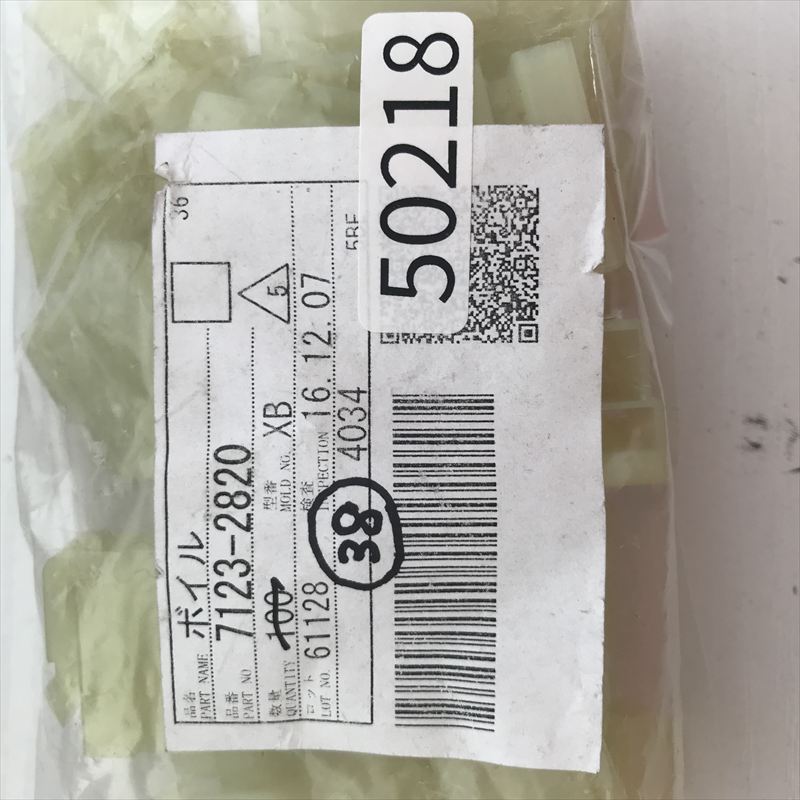 50218
36
品名 PART NAME ボイル
品番 PART NO. 7123-2820
5
数量 QUANTITY 100 型番 MOLD NO. XB
ロット LOT NO. 61128 検査 INSPECTION 16.12.07
38
4034